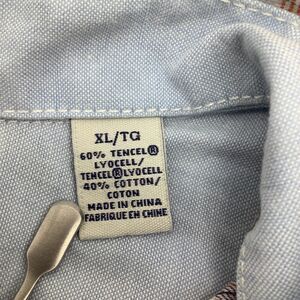 XL/TG
60% TENCEL®
LYOCELL/
TENCEL®LYOCELL
40% COTTON/
COTON
MADE IN CHINA
FABRIQUE EN CHINE